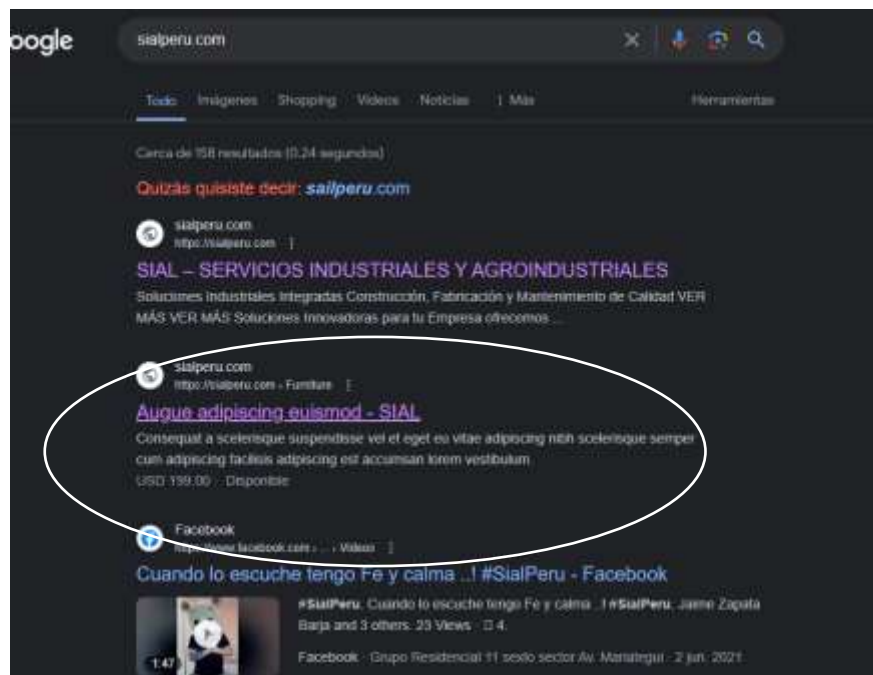 oogle
sialperu.com
Todo Imágenes Shopping Videos Noticias ⋮ Más Herramientas
Cerca de 158 resultados (0.24 segundos)
Quizás quisiste decir: sailperu.com
sialperu.com
https://sialperu.com ⋮
SIAL – SERVICIOS INDUSTRIALES Y AGROINDUSTRIALES
Soluciones Industriales Integradas Construcción, Fabricación y Mantenimiento de Calidad VER
MÁS VER MÁS Soluciones Innovadoras para tu Empresa ofrecemos ...
sialperu.com
https://sialperu.com › Furniture ⋮
Augue adipiscing euismod - SIAL
Consequat a scelerisque suspendisse vel et eget eu vitae adipiscing nibh scelerisque semper
cum adipiscing facilisis adipiscing est accumsan lorem vestibulum
USD 199.00 · Disponible
Facebook
https://www.facebook.com › ... › Videos ⋮
Cuando lo escuche tengo Fe y calma ..! #SialPeru - Facebook
#SialPeru. Cuando lo escuche tengo Fe y calma ..! #SialPeru. Jaime Zapata
Barja and 3 others. 23 Views · 4.
1:47
Facebook · Grupo Residencial 11 sexto sector Av. Mariategui · 2 jun. 2021